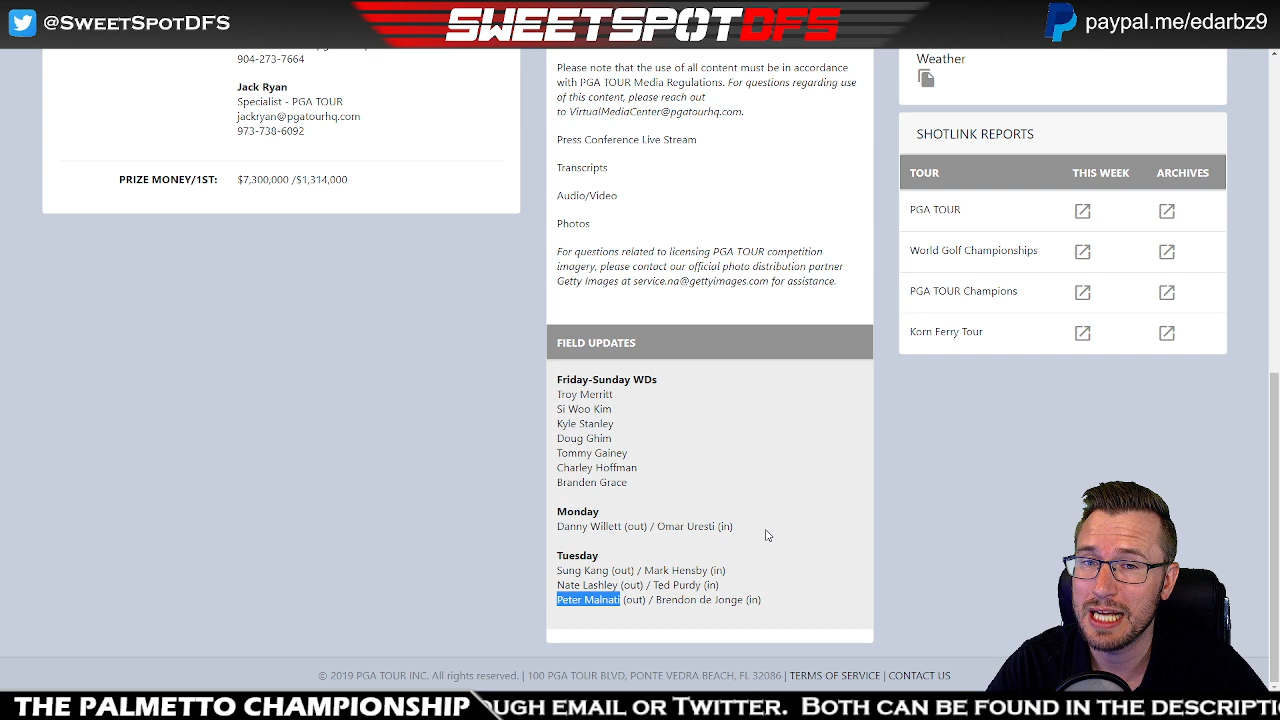 @SweetSpotDFS
SWEETSPOTDFS
paypal.me/edarbz9
904-273-7664
Jack Ryan
Specialist - PGA TOUR
jackryan@pgatourhq.com
973-738-6092
PRIZE MONEY/1ST: $7,300,000 /$1,314,000
Please note that the use of all content must be in accordance
with PGA TOUR Media Regulations. For questions regarding use
of this content, please reach out
to VirtualMediaCenter@pgatourhq.com.
Press Conference Live Stream
Transcripts
Audio/Video
Photos
For questions related to licensing PGA TOUR competition
imagery, please contact our official photo distribution partner
Getty Images at service.na@gettyimages.com for assistance.
FIELD UPDATES
Friday-Sunday WDs
Troy Merritt
Si Woo Kim
Kyle Stanley
Doug Ghim
Tommy Gainey
Charley Hoffman
Branden Grace
Monday
Danny Willett (out) / Omar Uresti (in)
Tuesday
Sung Kang (out) / Mark Hensby (in)
Nate Lashley (out) / Ted Purdy (in)
Peter Malnati (out) / Brendon de Jonge (in)
Weather
SHOTLINK REPORTS
TOUR THIS WEEK ARCHIVES
PGA TOUR
World Golf Championships
PGA TOUR Champions
Korn Ferry Tour
© 2019 PGA TOUR INC. All rights reserved. | 100 PGA TOUR BLVD, PONTE VEDRA BEACH, FL 32086 | TERMS OF SERVICE | CONTACT US
THE PALMETTO CHAMPIONSHIP
OUGH EMAIL OR TWITTER. BOTH CAN BE FOUND IN THE DESCRIPTI